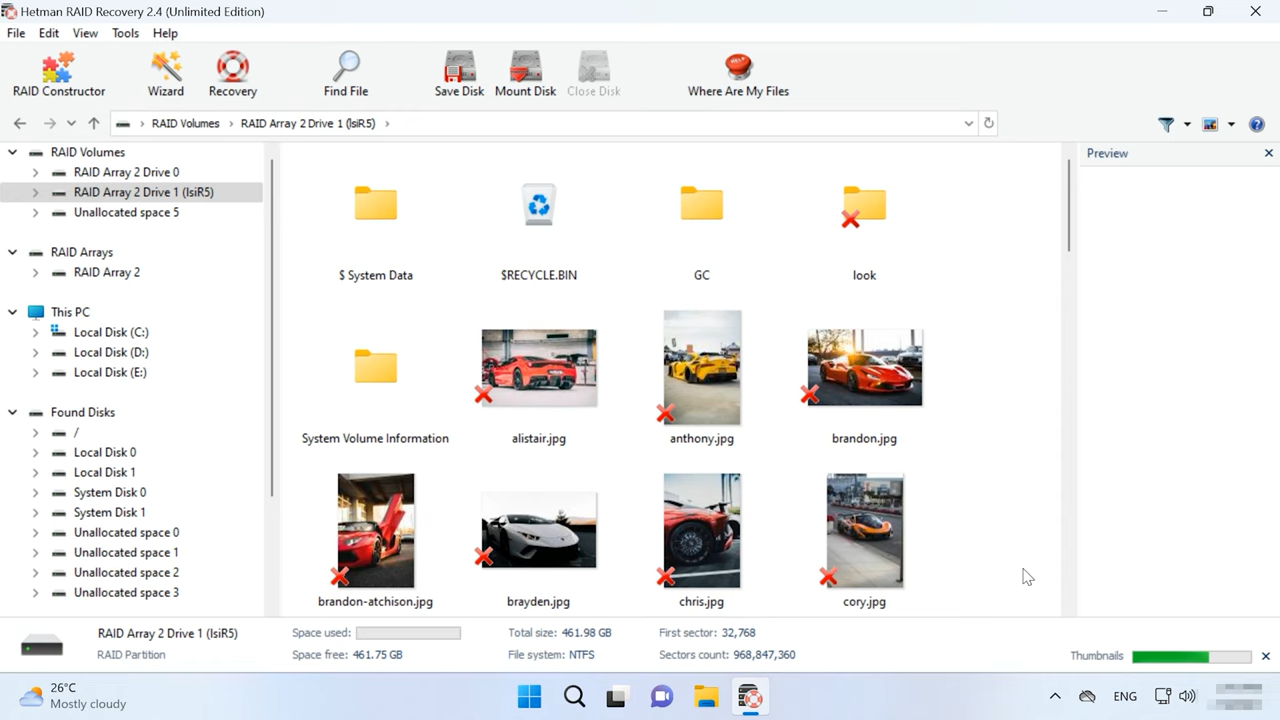 Hetman RAID Recovery 2.4 (Unlimited Edition)
File Edit View Tools Help
RAID Constructor Wizard Recovery Find File Save Disk Mount Disk Close Disk Where Are My Files
RAID Volumes RAID Array 2 Drive 1 (IsiR5)
RAID Volumes
RAID Array 2 Drive 0
RAID Array 2 Drive 1 (IsiR5)
Unallocated space 5
RAID Arrays
RAID Array 2
This PC
Local Disk (C:)
Local Disk (D:)
Local Disk (E:)
Found Disks
/
Local Disk 0
Local Disk 1
System Disk 0
System Disk 1
Unallocated space 0
Unallocated space 1
Unallocated space 2
Unallocated space 3
$ System Data $RECYCLE.BIN GC look
System Volume Information alistair.jpg anthony.jpg brandon.jpg
brandon-atchison.jpg brayden.jpg chris.jpg cory.jpg
Preview
RAID Array 2 Drive 1 (IsiR5)
RAID Partition
Space used:
Space free: 461.75 GB
Total size: 461.98 GB
File system: NTFS
First sector: 32,768
Sectors count: 968,847,360
Thumbnails
26°C
Mostly cloudy
ENG